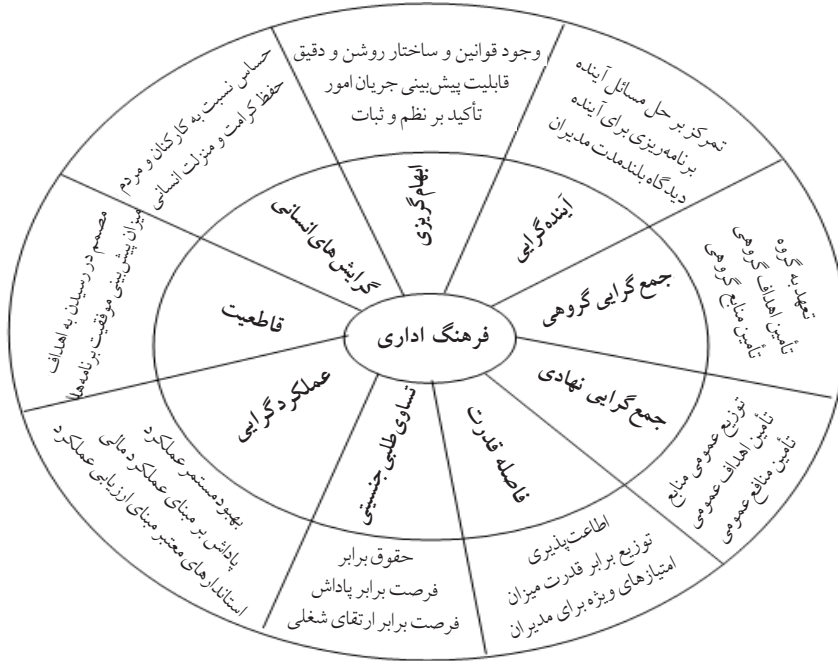 فرهنگ اداری
ابهام‌گریزی
وجود قوانین و ساختار روشن و دقیق
قابلیت پیش‌بینی جریان امور
تأکید بر نظم و ثبات
آینده‌گرایی
تمرکز بر حل مسائل آینده
برنامه‌ریزی برای آینده
دیدگاه بلندمدت مدیران
جمع‌گرایی گروهی
تعهد به گروه
تأمین اهداف گروهی
تأمین منابع گروهی
جمع‌گرایی نهادی
توزیع عمومی منابع
تأمین اهداف عمومی
تأمین منافع عمومی
فاصله قدرت
اطاعت‌پذیری
توزیع برابر قدرت میزان
امتیازهای ویژه برای مدیران
تساوی طلبی جنسیتی
حقوق برابر
فرصت برابر پاداش
فرصت برابر ارتقای شغلی
عملکردگرایی
بهبود مستمر عملکرد
پاداش بر مبنای عملکرد مالی
استاندارهای معتبر مبنای ارزیابی عملکرد
قاطعیت
مصمم در رسیدن به اهداف
میزان پیش‌بینی موفقیت برنامه‌ها
گرایش های انسانی
حساس نسبت به کارکنان و مردم
حفظ کرامت و منزلت انسانی